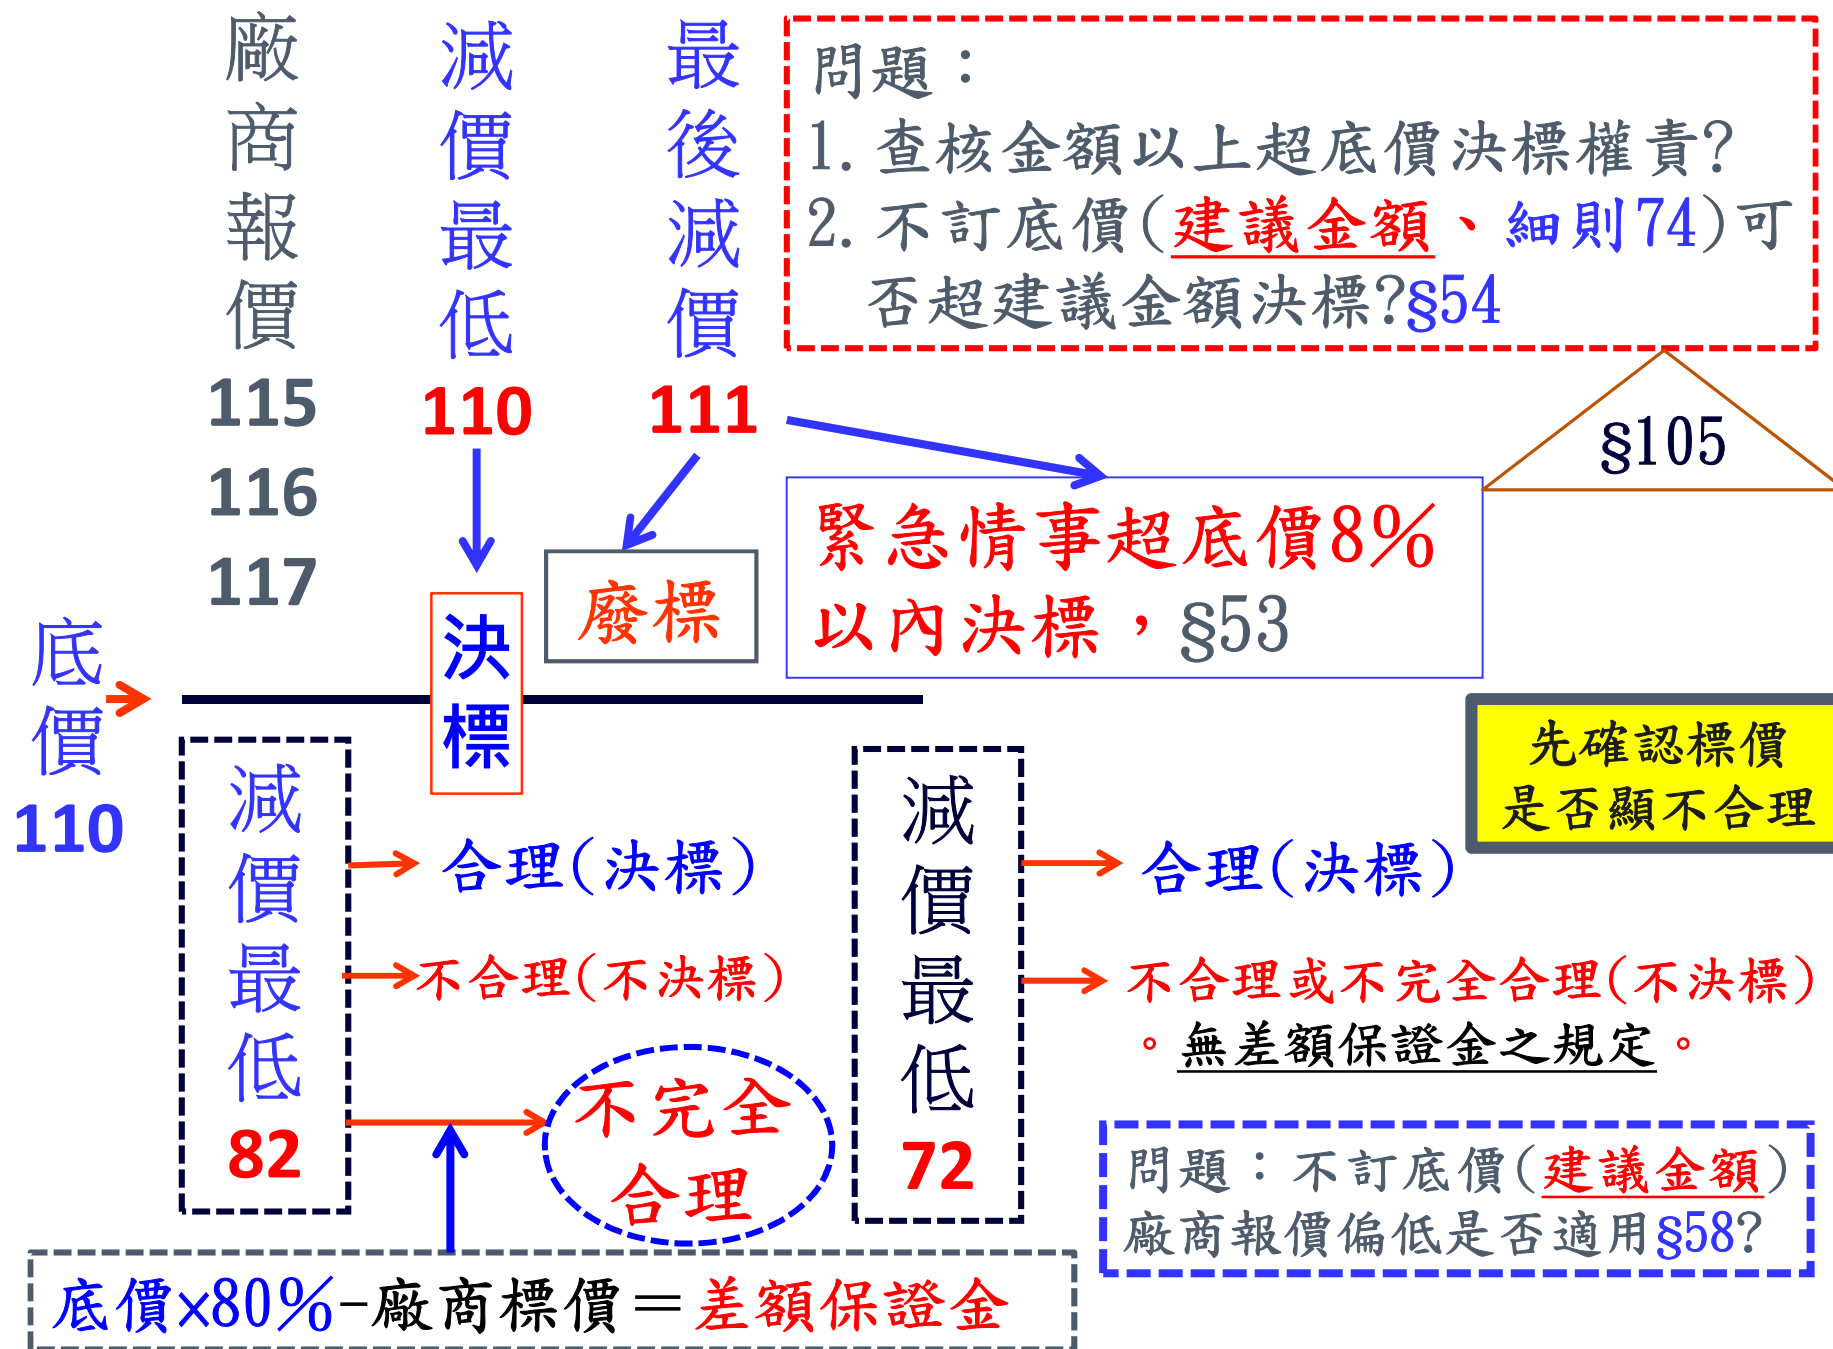 廠商報價
115
116
117
減價最低
110
最後減價
111
問題：
1.查核金額以上超底價決標權責?
2.不訂底價(建議金額、細則74)可
否超建議金額決標?§54
§105
緊急情事超底價8%
以內決標，§53
廢標
決標
底價
110
先確認標價
是否顯不合理
減價最低
82
合理(決標)
不合理(不決標)
不完全
合理
減價最低
72
合理(決標)
不合理或不完全合理(不決標)
。無差額保證金之規定。
問題：不訂底價(建議金額)
廠商報價偏低是否適用§58?
底價×80%-廠商標價＝差額保證金